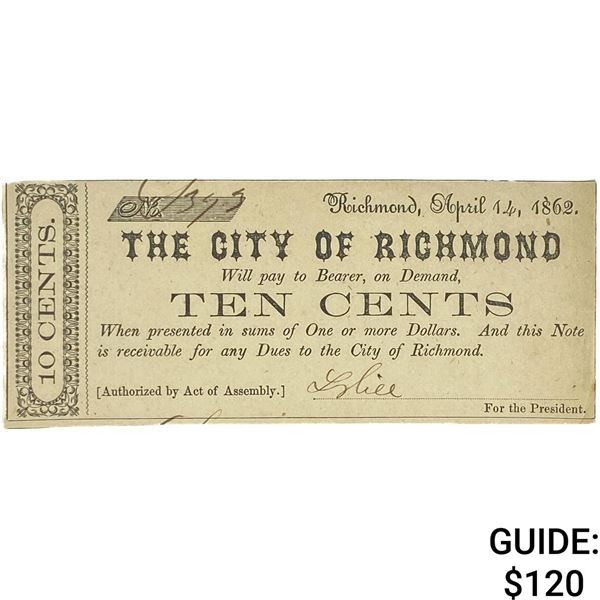 No. 1373
Richmond, April 14, 1862.
THE CITY OF RICHMOND
Will pay to Bearer, on Demand,
TEN CENTS
When presented in sums of One or more Dollars. And this Note
is receivable for any Dues to the City of Richmond.
[Authorized by Act of Assembly.]
For the President.
10 CENTS.
GUIDE:
$120